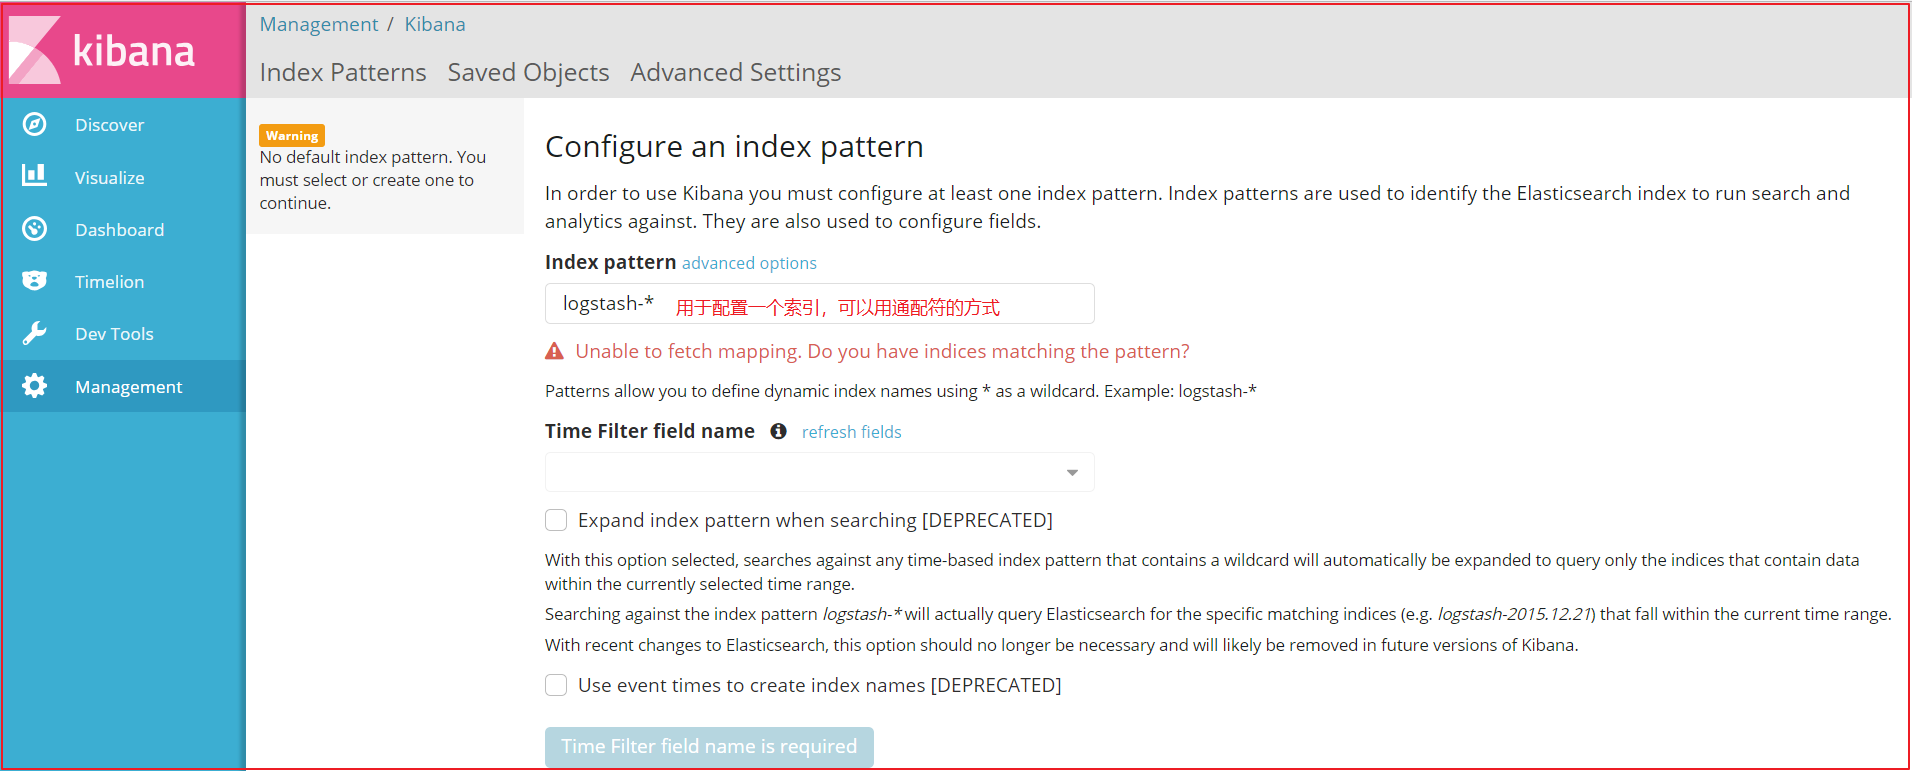 kibana
Management / Kibana
Index Patterns Saved Objects Advanced Settings
Discover
Visualize
Dashboard
Timelion
Dev Tools
Management
Warning
No default index pattern. You
must select or create one to
continue.
Configure an index pattern
In order to use Kibana you must configure at least one index pattern. Index patterns are used to identify the Elasticsearch index to run search and
analytics against. They are also used to configure fields.
Index pattern advanced options
logstash-* 用于配置一个索引，可以用通配符的方式
Unable to fetch mapping. Do you have indices matching the pattern?
Patterns allow you to define dynamic index names using * as a wildcard. Example: logstash-*
Time Filter field name refresh fields
Expand index pattern when searching [DEPRECATED]
With this option selected, searches against any time-based index pattern that contains a wildcard will automatically be expanded to query only the indices that contain data
within the currently selected time range.
Searching against the index pattern logstash-* will actually query Elasticsearch for the specific matching indices (e.g. logstash-2015.12.21) that fall within the current time range.
With recent changes to Elasticsearch, this option should no longer be necessary and will likely be removed in future versions of Kibana.
Use event times to create index names [DEPRECATED]
Time Filter field name is required